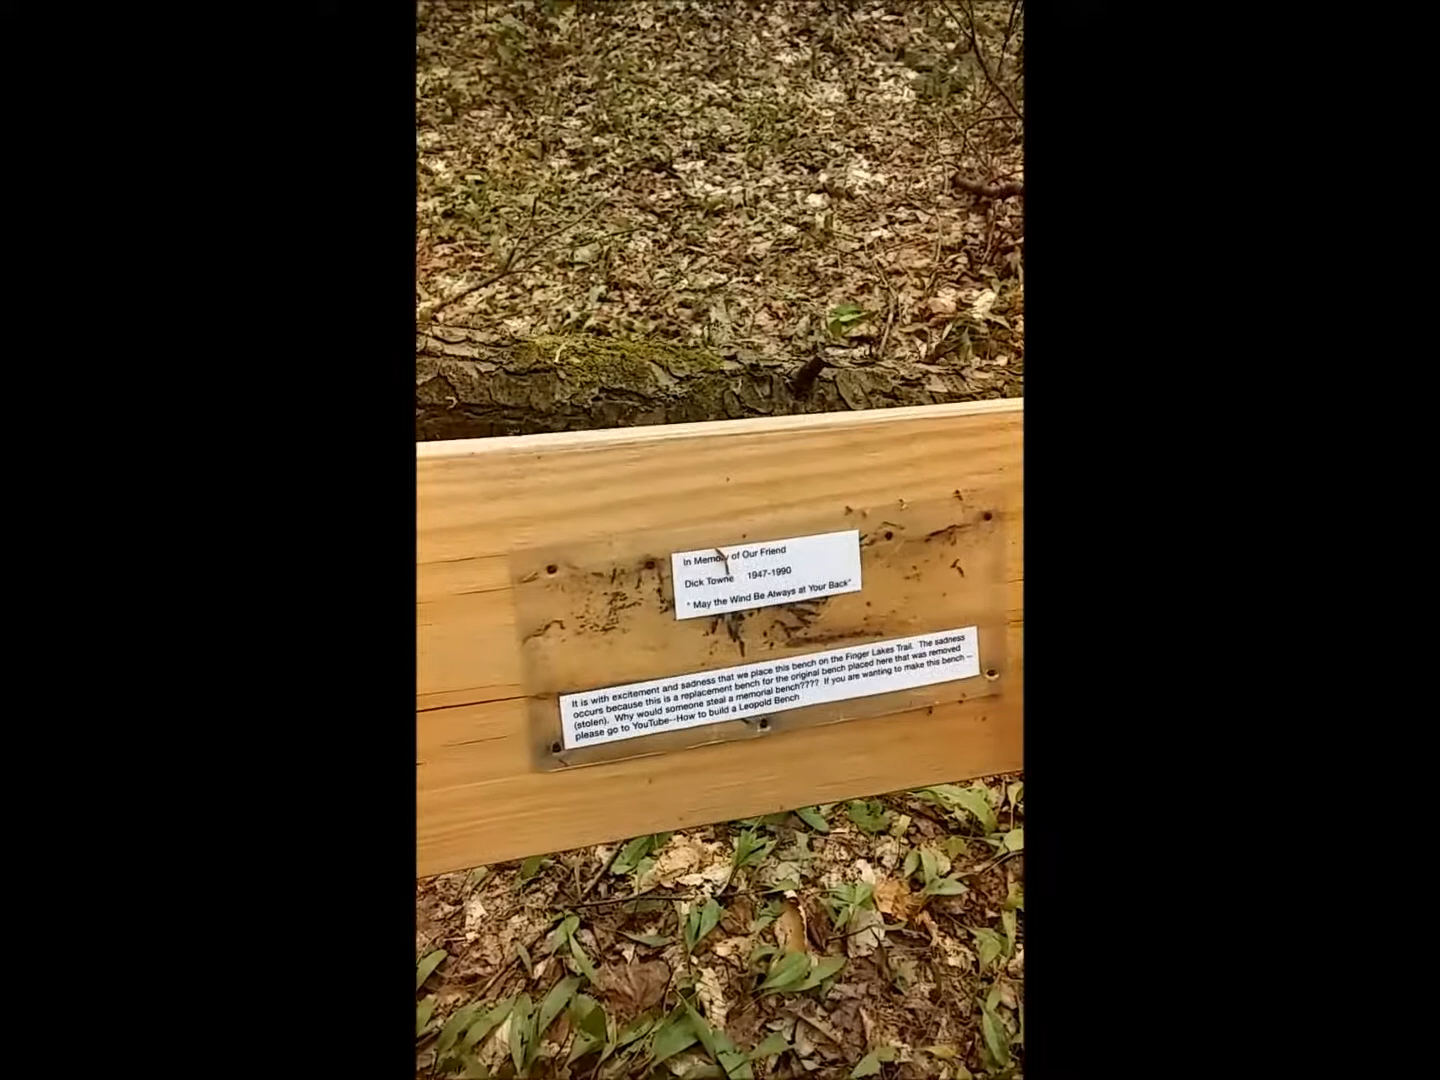 In Memory of Our Friend
Dick Towne 1947-1990
" May the Wind Be Always at Your Back"
It is with excitement and sadness that we place this bench on the Finger Lakes Trail. The sadness
occurs because this is a replacement bench for the original bench placed here that was removed
(stolen). Why would someone steal a memorial bench???? If you are wanting to make this bench --
please go to YouTube--How to build a Leopold Bench